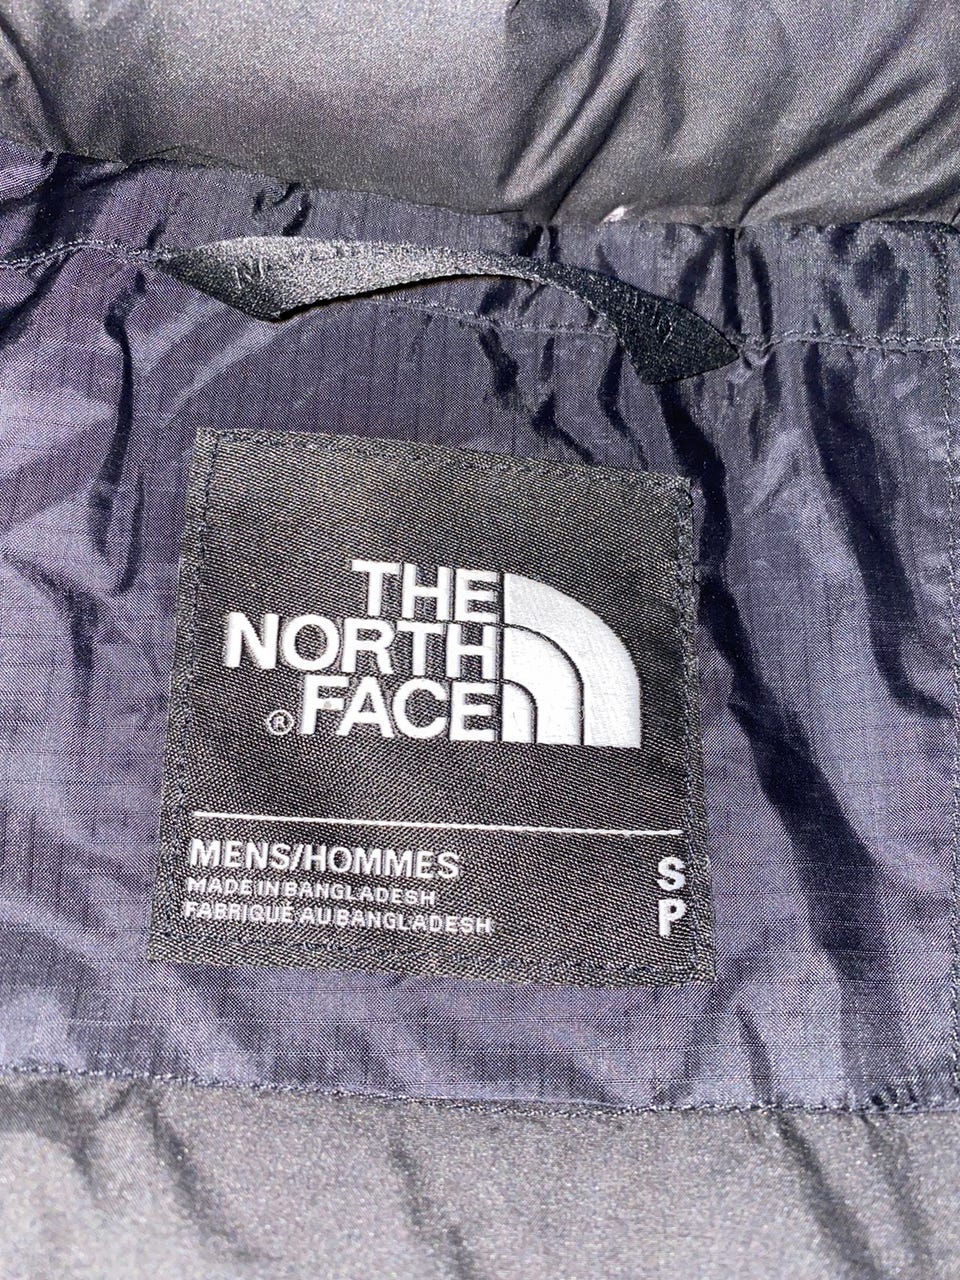 THE
NORTH
®FACE
MENS/HOMMES S
MADE IN BANGLADESH
FABRIQUÉ AU BANGLADESH P